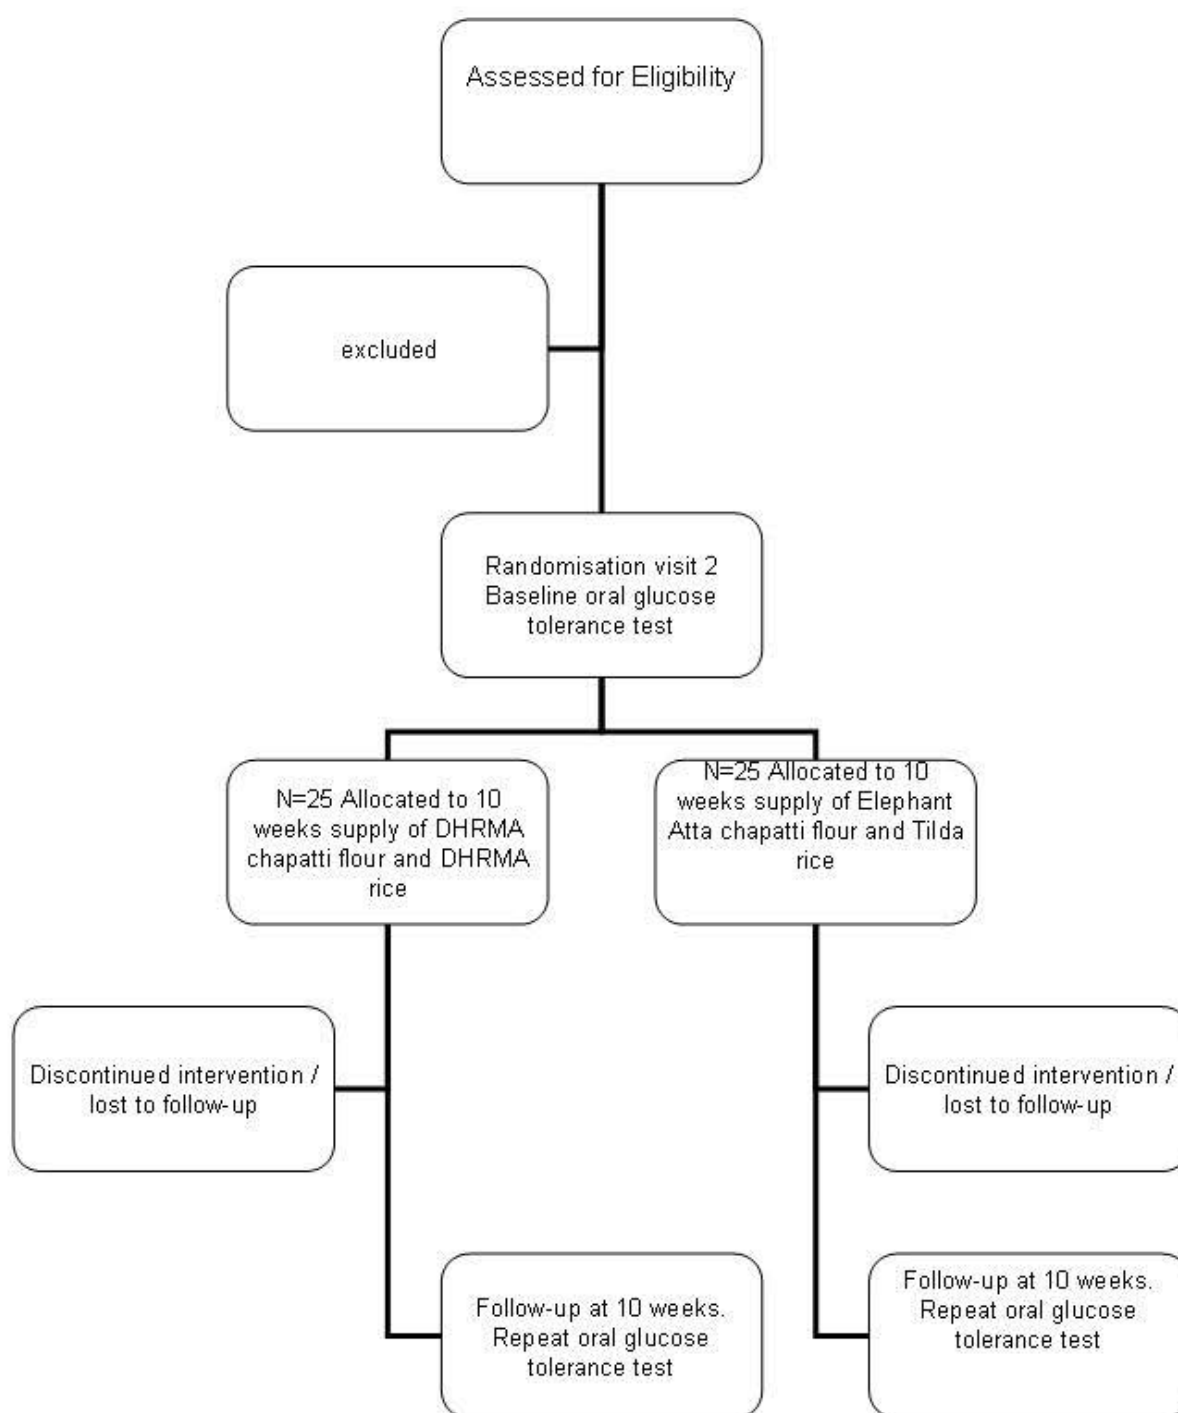 Assessed for Eligibility
excluded
Randomisation visit 2
Baseline oral glucose
tolerance test
N=25 Allocated to 10
weeks supply of DHRMA
chapatti flour and DHRMA
rice
N=25 Allocated to 10
weeks supply of Elephant
Atta chapatti flour and Tilda
rice
Discontinued intervention /
lost to follow-up
Discontinued intervention /
lost to follow-up
Follow-up at 10 weeks.
Repeat oral glucose
tolerance test
Follow-up at 10 weeks.
Repeat oral glucose
tolerance test